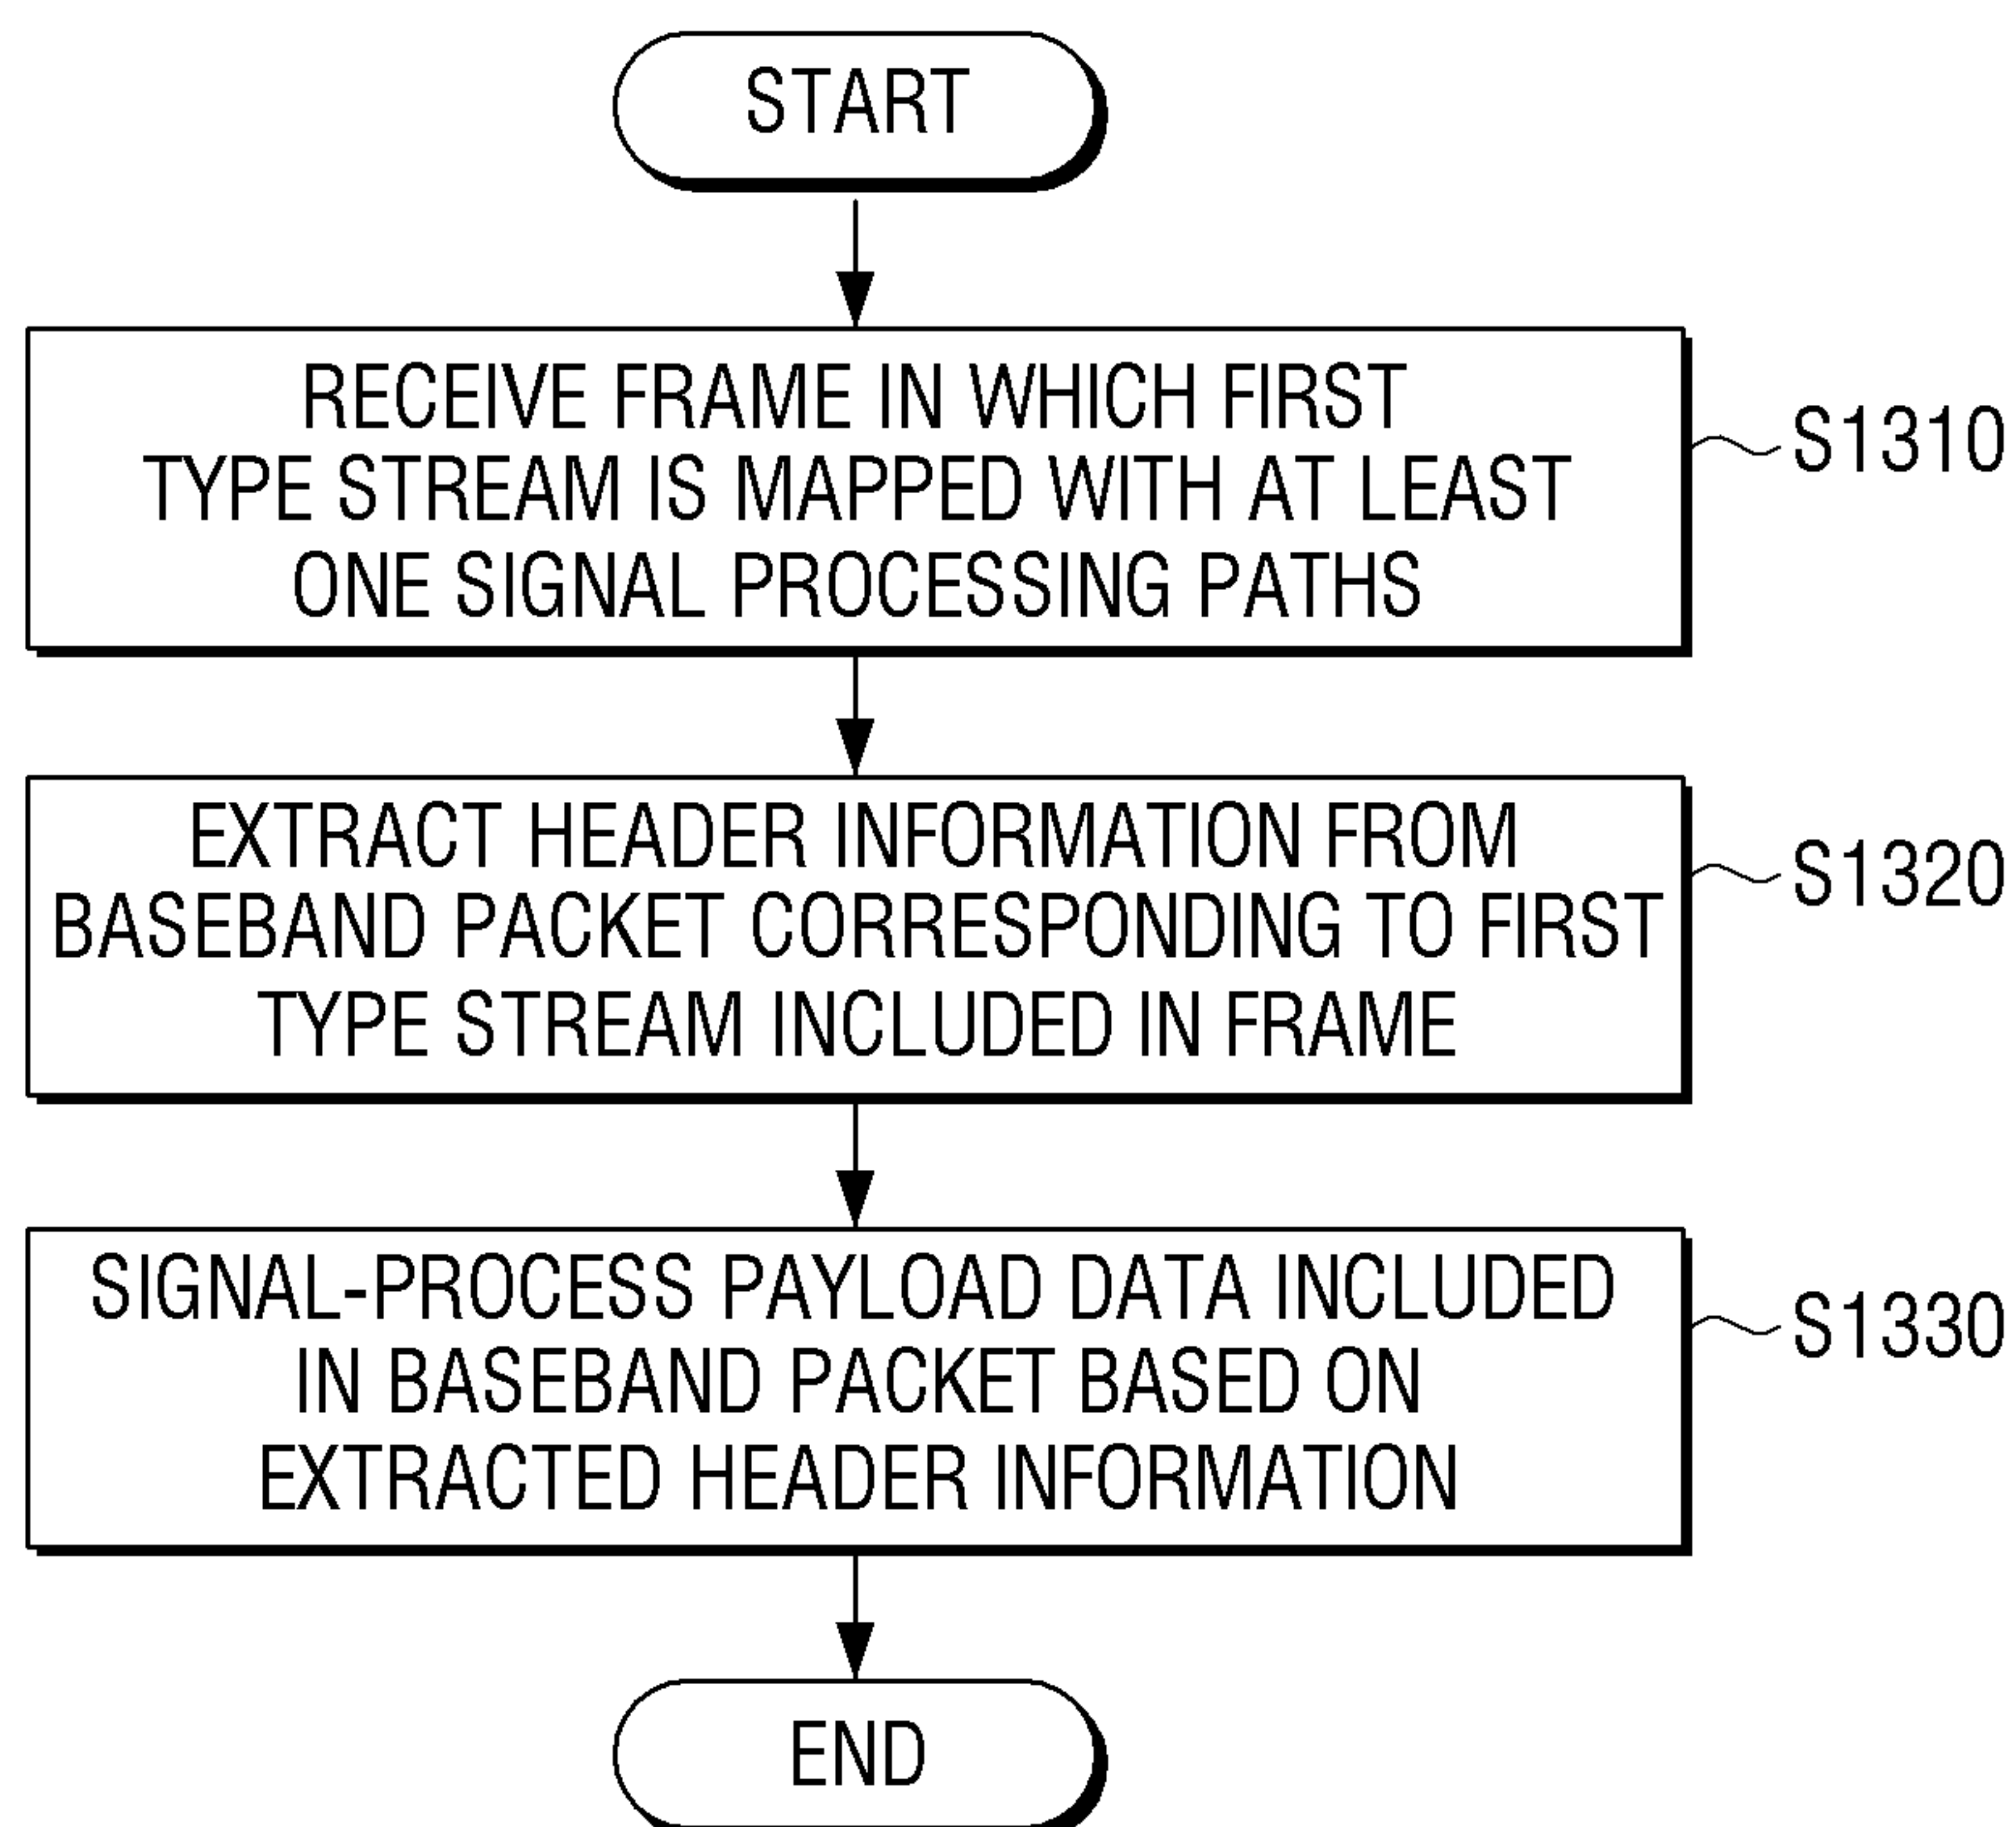 START
RECEIVE FRAME IN WHICH FIRST
TYPE STREAM IS MAPPED WITH AT LEAST
ONE SIGNAL PROCESSING PATHS
S1310
EXTRACT HEADER INFORMATION FROM
BASEBAND PACKET CORRESPONDING TO FIRST
TYPE STREAM INCLUDED IN FRAME
S1320
SIGNAL-PROCESS PAYLOAD DATA INCLUDED
IN BASEBAND PACKET BASED ON
EXTRACTED HEADER INFORMATION
S1330
END